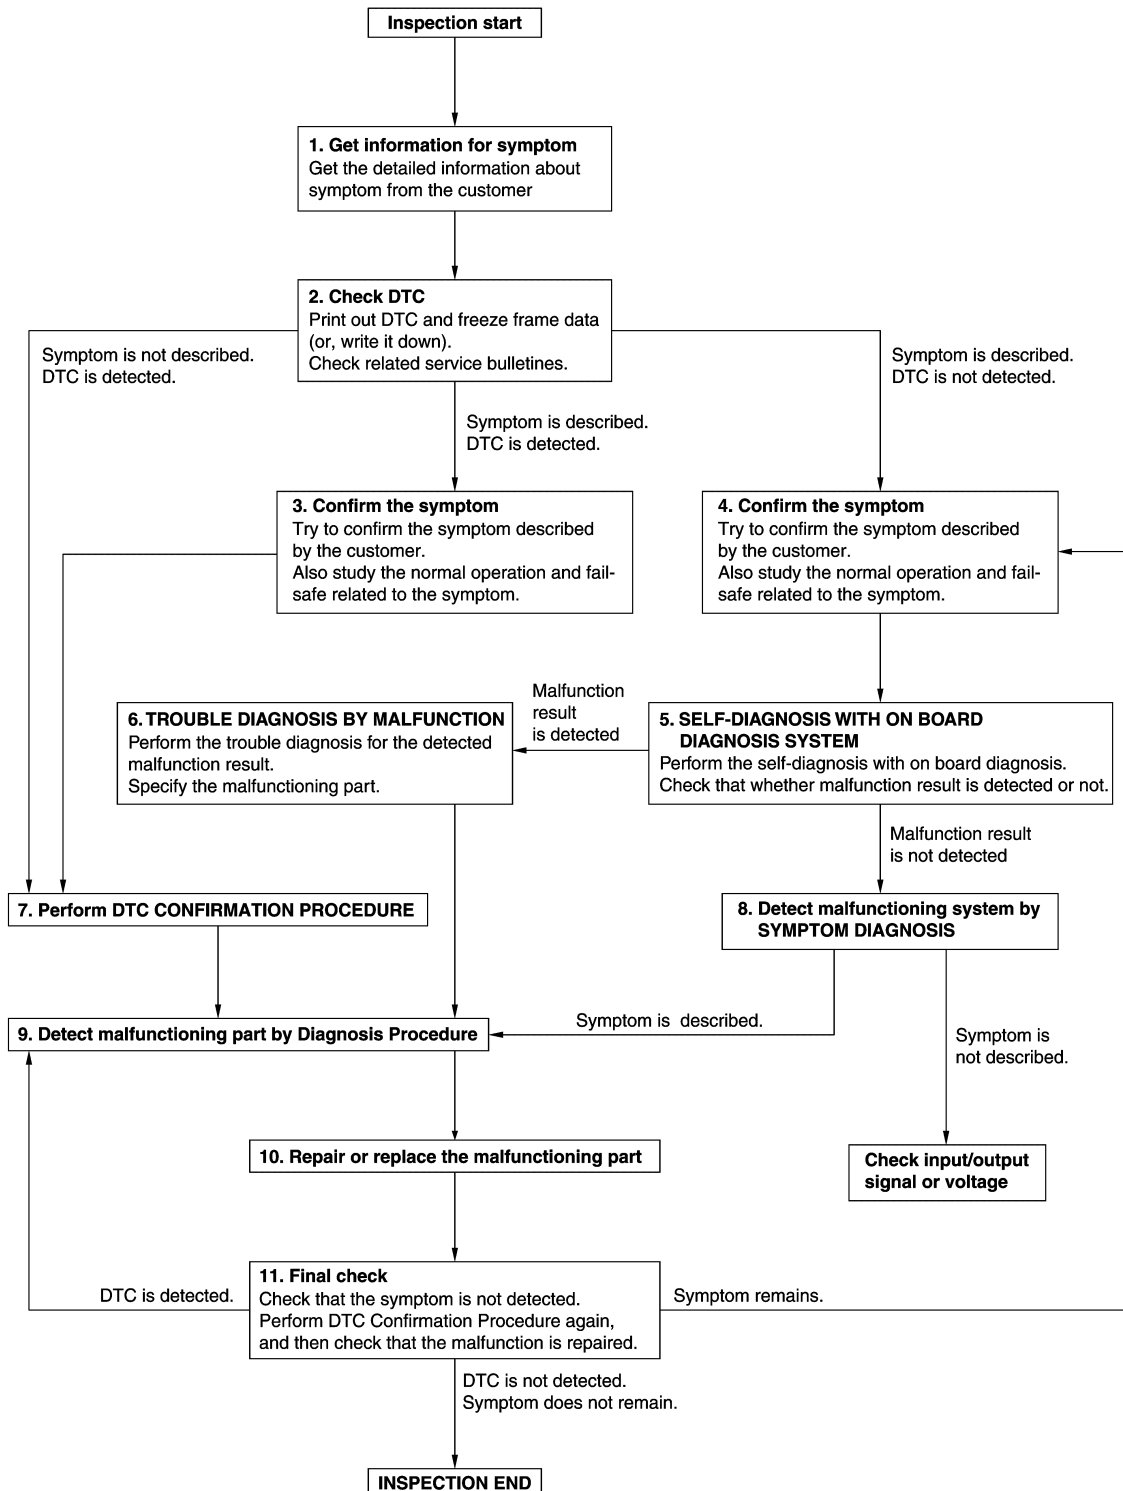 Inspection start
1. Get information for symptom
Get the detailed information about
symptom from the customer
2. Check DTC
Print out DTC and freeze frame data
(or, write it down).
Check related service bulletines.
Symptom is not described.
DTC is detected.
Symptom is described.
DTC is not detected.
Symptom is described.
DTC is detected.
3. Confirm the symptom
Try to confirm the symptom described
by the customer.
Also study the normal operation and fail-
safe related to the symptom.
4. Confirm the symptom
Try to confirm the symptom described
by the customer.
Also study the normal operation and fail-
safe related to the symptom.
Malfunction
result
is detected
6. TROUBLE DIAGNOSIS BY MALFUNCTION
Perform the trouble diagnosis for the detected
malfunction result.
Specify the malfunctioning part.
5. SELF-DIAGNOSIS WITH ON BOARD
DIAGNOSIS SYSTEM
Perform the self-diagnosis with on board diagnosis.
Check that whether malfunction result is detected or not.
Malfunction result
is not detected
7. Perform DTC CONFIRMATION PROCEDURE
8. Detect malfunctioning system by
SYMPTOM DIAGNOSIS
9. Detect malfunctioning part by Diagnosis Procedure
Symptom is described.
Symptom is
not described.
10. Repair or replace the malfunctioning part
Check input/output
signal or voltage
11. Final check
Check that the symptom is not detected.
Perform DTC Confirmation Procedure again,
and then check that the malfunction is repaired.
DTC is detected.
Symptom remains.
DTC is not detected.
Symptom does not remain.
INSPECTION END